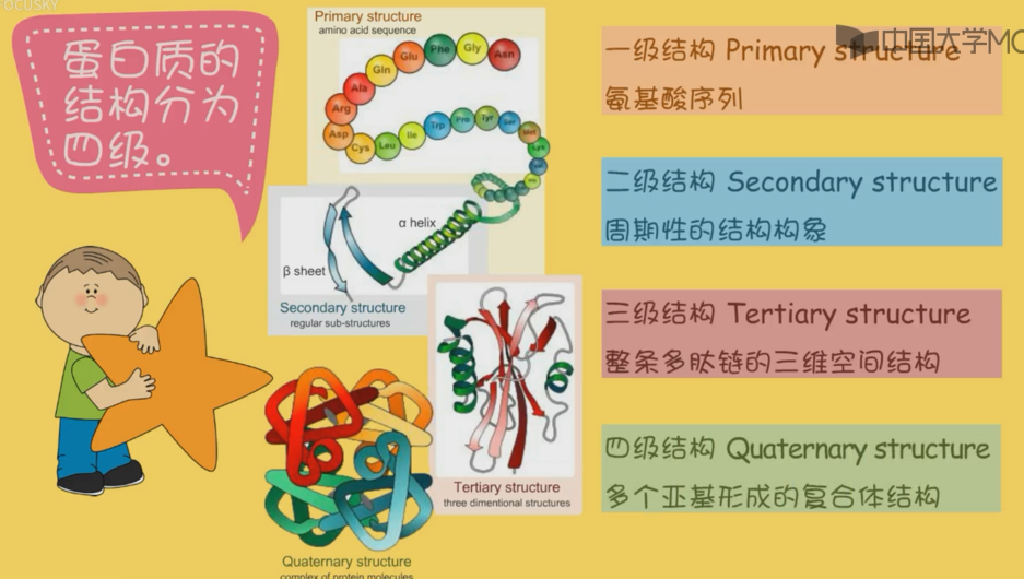 FOCUSKY
蛋白质的
结构分为
四级。
Primary structure
amino acid sequence
Asn
Gly
Phe
Glu
Gln
Ala
Arg
Asp
Cys
Leu
Ile
Trp
Pro
Tyr
Ser
Met
Lys
α helix
β sheet
Secondary structure
regular sub-structures
Tertiary structure
three dimentional structures
Quaternary structure
complex of protein molecules
中国大学MO
一级结构 Primary structure
氨基酸序列
二级结构 Secondary structure
周期性的结构构象
三级结构 Tertiary structure
整条多肽链的三维空间结构
四级结构 Quaternary structure
多个亚基形成的复合体结构